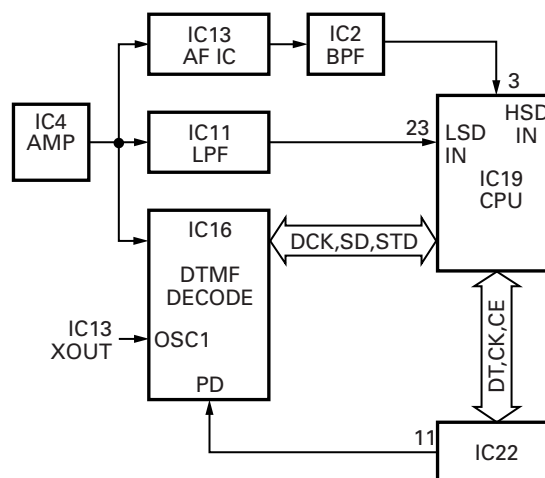 IC13
AF IC
IC2
BPF
3
IC4
AMP
IC11
LPF
23
LSD
IN
HSD
IN
IC19
CPU
IC16
DTMF
DECODE
DCK,SD,STD
IC13
XOUT
OSC1
PD
DT,CK,CE
11
IC22